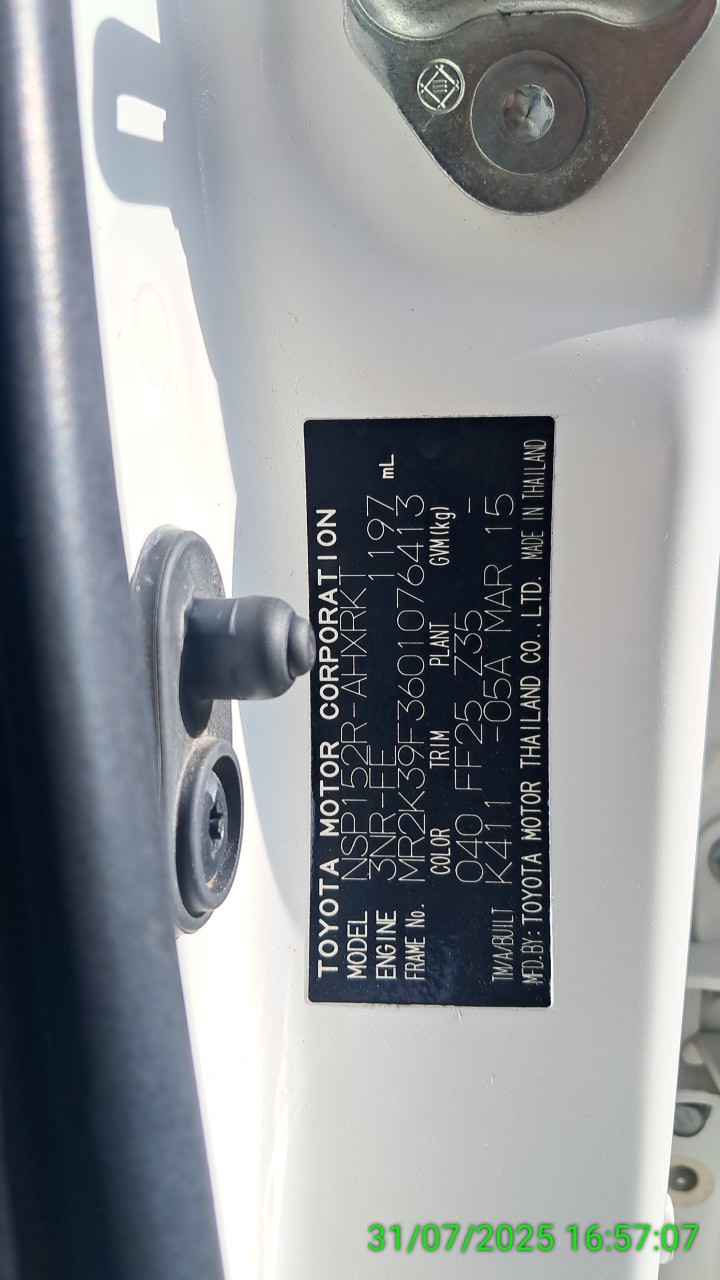 TOYOTA MOTOR CORPORATION
MODEL NSP152R-AHXRKT
ENGINE 3NR-EE 1197 mL
FRAME No. MR2K39F3601076413
COLOR TRIM PLANT GVM(kg)
040 FF25 Z35 —
TM/A/BUILT K411 -05A MAR 15
MFD.BY: TOYOTA MOTOR THAILAND CO.,LTD. MADE IN THAILAND
31/07/2025 16:57:07